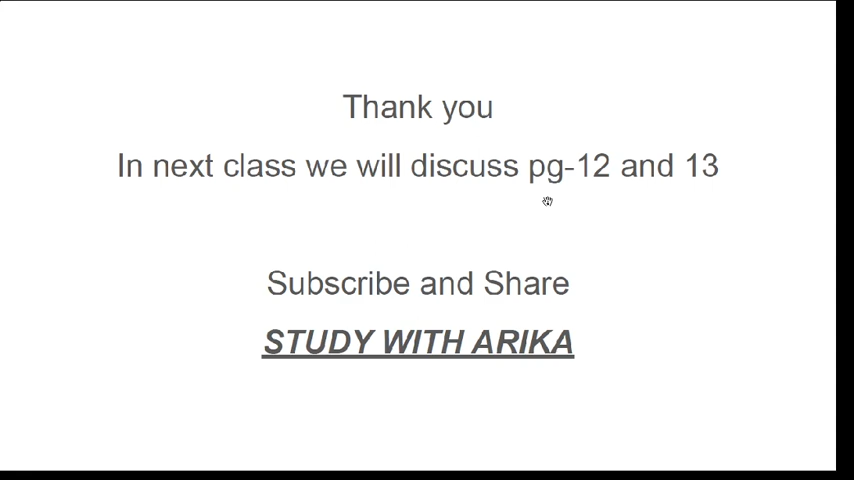 Thank you
In next class we will discuss pg-12 and 13
Subscribe and Share
STUDY WITH ARIKA